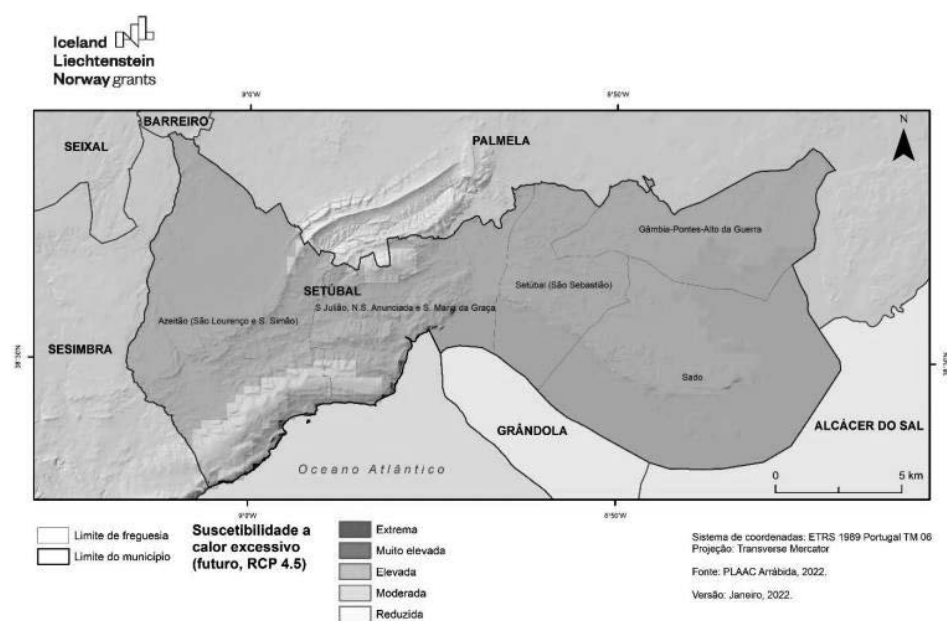 Iceland
Liechtenstein
Norway grants
9°0'W
8°50'W
BARREIRO
SEIXAL
PALMELA
N
Gâmbia-Pontes-Alto da Guerra
SETÚBAL
Setúbal (São Sebastião)
S Julião, N.S. Anunciada e S. Maria da Graça
Azeitão (São Lourenço e S. Simão)
SESIMBRA
38°30'N
38°30'N
Sado
GRÂNDOLA
ALCÁCER DO SAL
Oceano Atlântico
0
5 km
9°0'W
8°50'W
Limite de freguesia
Limite do município
Suscetibilidade a
calor excessivo
(futuro, RCP 4.5)
Extrema
Muito elevada
Elevada
Moderada
Reduzida
Sistema de coordenadas: ETRS 1989 Portugal TM 06
Projeção: Transverse Mercator
Fonte: PLAAC Arrábida, 2022.
Versão: Janeiro, 2022.